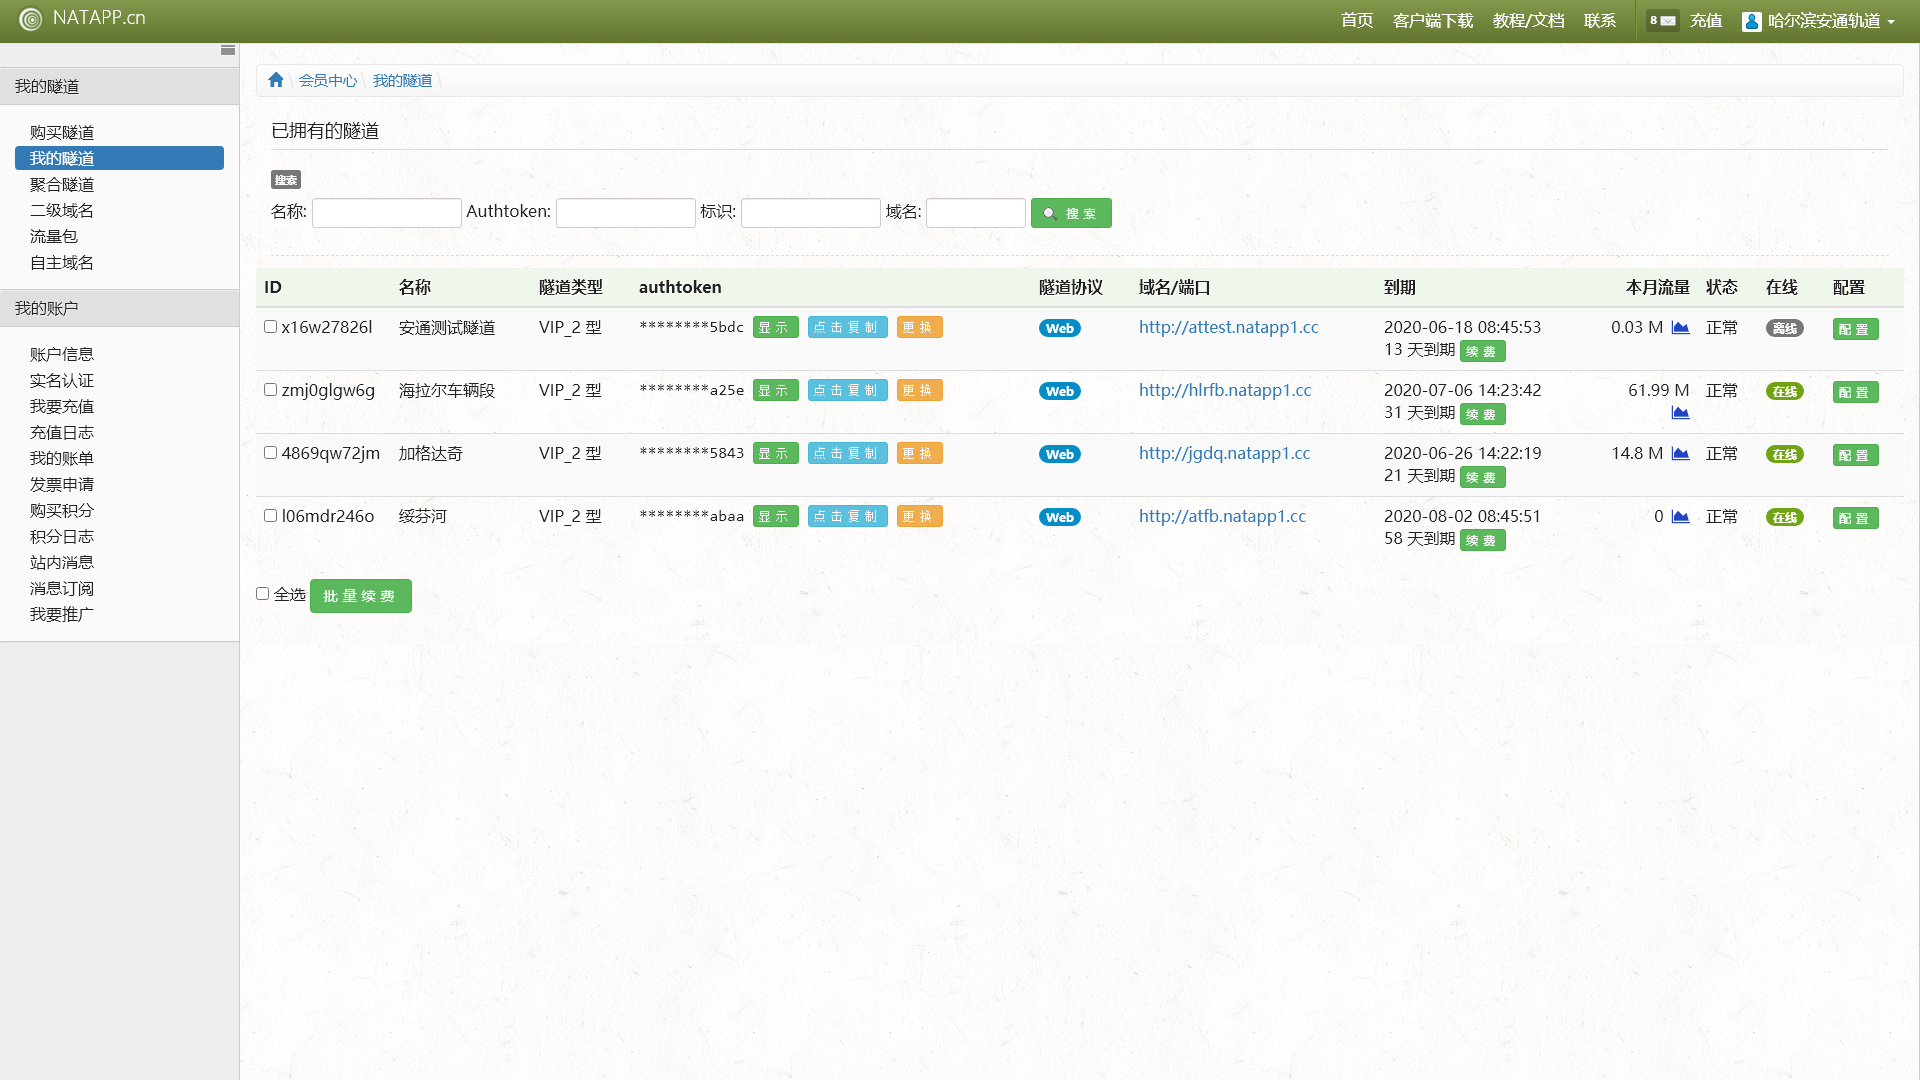 NATAPP.cn
首页 客户端下载 教程/文档 联系 8 充值 哈尔滨安通轨道
我的隧道
购买隧道
我的隧道
聚合隧道
二级域名
流量包
自主域名
我的账户
账户信息
实名认证
我要充值
充值日志
我的账单
发票申请
购买积分
积分日志
站内消息
消息订阅
我要推广
会员中心 \ 我的隧道 \
已拥有的隧道
搜索
名称: Authtoken: 标识: 域名: 搜索
ID 名称 隧道类型 authtoken 隧道协议 域名/端口 到期 本月流量 状态 在线 配置
x16w27826l 安通测试隧道 VIP_2 型 ********5bdc 显示 点击复制 更换 Web http://attest.natapp1.cc 2020-06-18 08:45:53 0.03 M 正常 离线 配置
13 天到期 续费
zmj0glgw6g 海拉尔车辆段 VIP_2 型 ********a25e 显示 点击复制 更换 Web http://hlrfb.natapp1.cc 2020-07-06 14:23:42 61.99 M 正常 在线 配置
31 天到期 续费
4869qw72jm 加格达奇 VIP_2 型 ********5843 显示 点击复制 更换 Web http://jgdq.natapp1.cc 2020-06-26 14:22:19 14.8 M 正常 在线 配置
21 天到期 续费
l06mdr246o 绥芬河 VIP_2 型 ********abaa 显示 点击复制 更换 Web http://atfb.natapp1.cc 2020-08-02 08:45:51 0 正常 在线 配置
58 天到期 续费
全选 批量续费